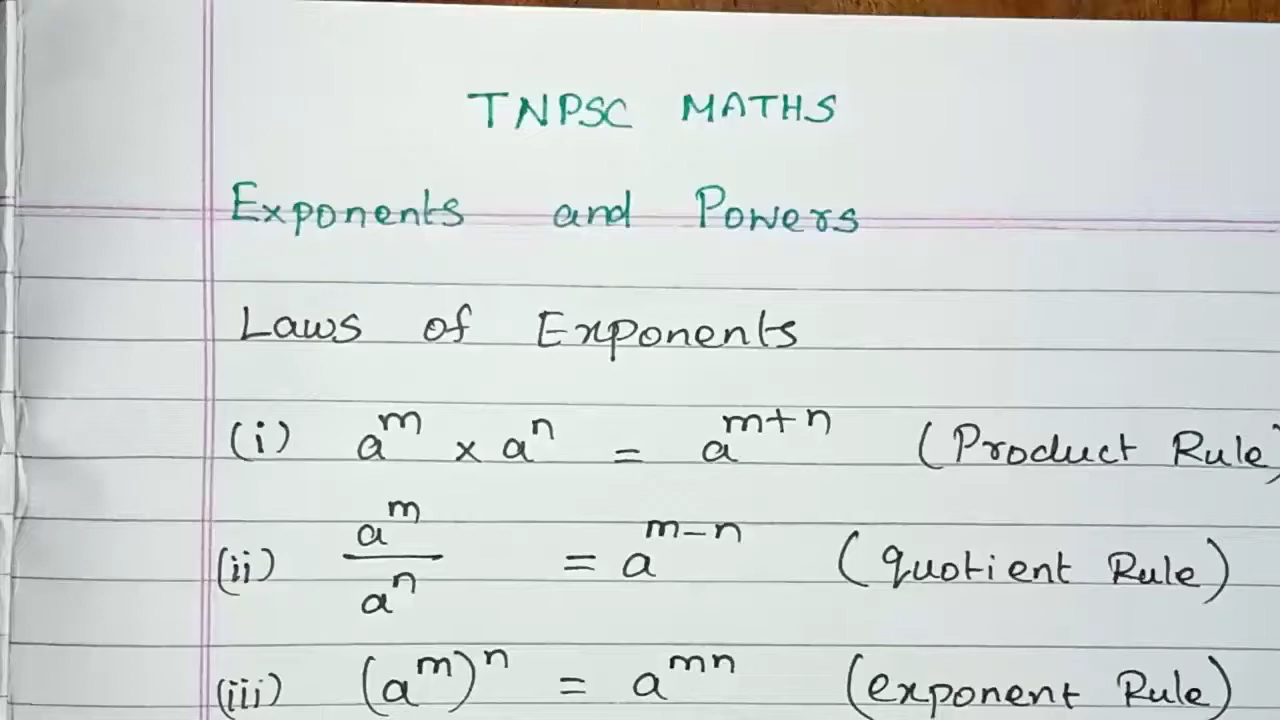 TNPSC MATHS
Exponents and Powers
Laws of Exponents
(i) a^m × a^n = a^(m+n) (Product Rule)
(ii) a^m / a^n = a^(m-n) (quotient Rule)
(iii) (a^m)^n = a^(mn) (exponent Rule)